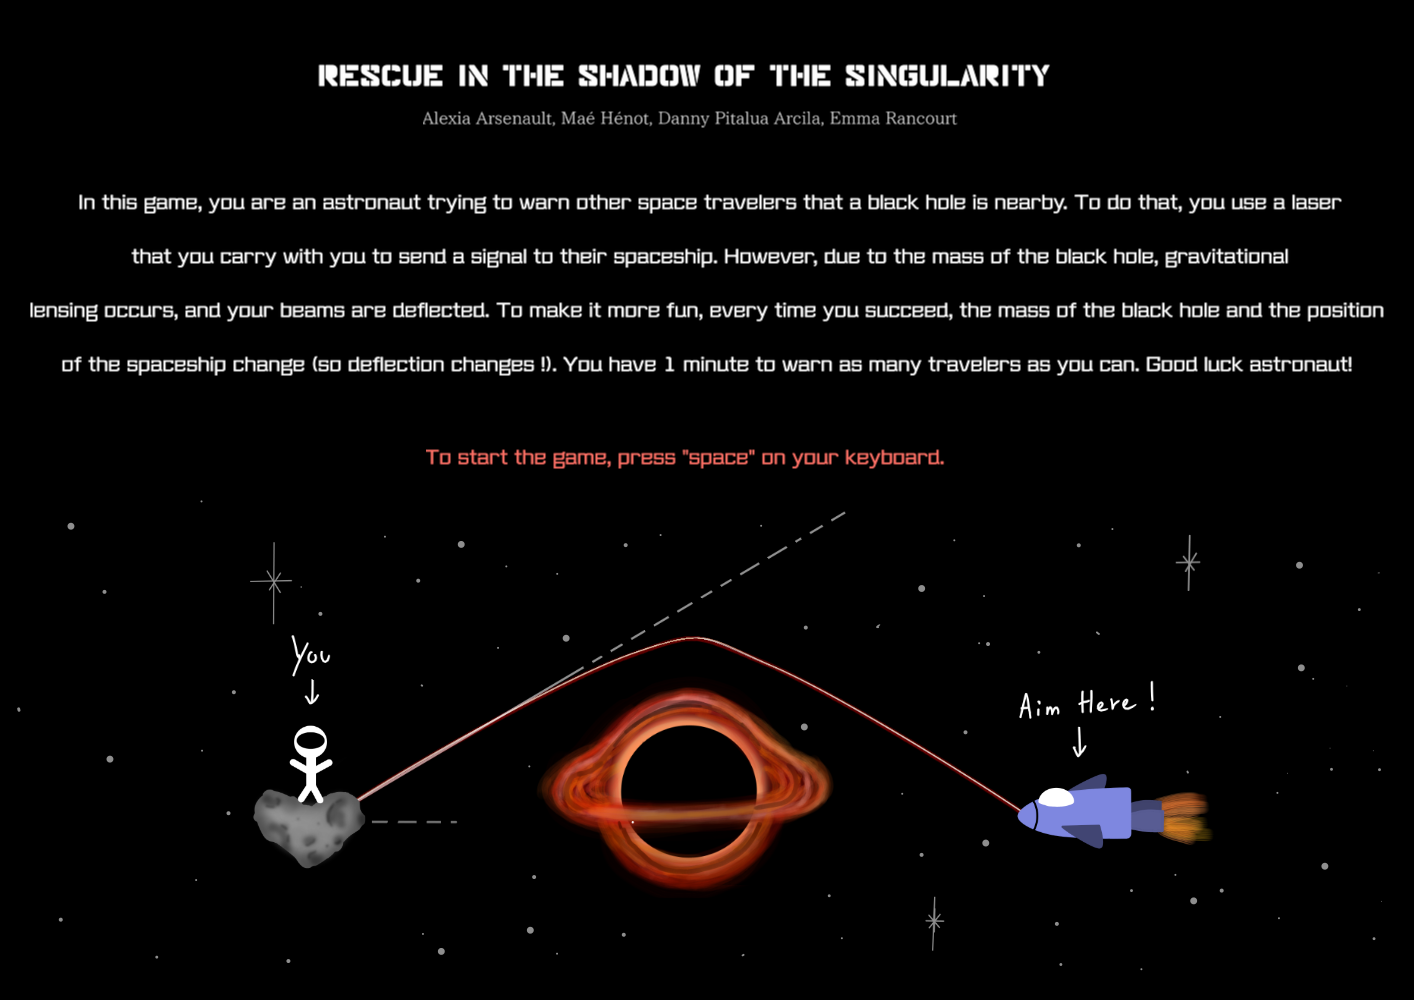 RESCUE IN THE SHADOW OF THE SINGULARITY
Alexia Arsenault, Maé Hénot, Danny Pitalua Arcila, Emma Rancourt
In this game, you are an astronaut trying to warn other space travelers that a black hole is nearby. To do that, you use a laser
that you carry with you to send a signal to their spaceship. However, due to the mass of the black hole, gravitational
lensing occurs, and your beams are deflected. To make it more fun, every time you succeed, the mass of the black hole and the position
of the spaceship change (so deflection changes !). You have 1 minute to warn as many travelers as you can. Good luck astronaut!
To start the game, press "space" on your keyboard.
You
Aim Here !